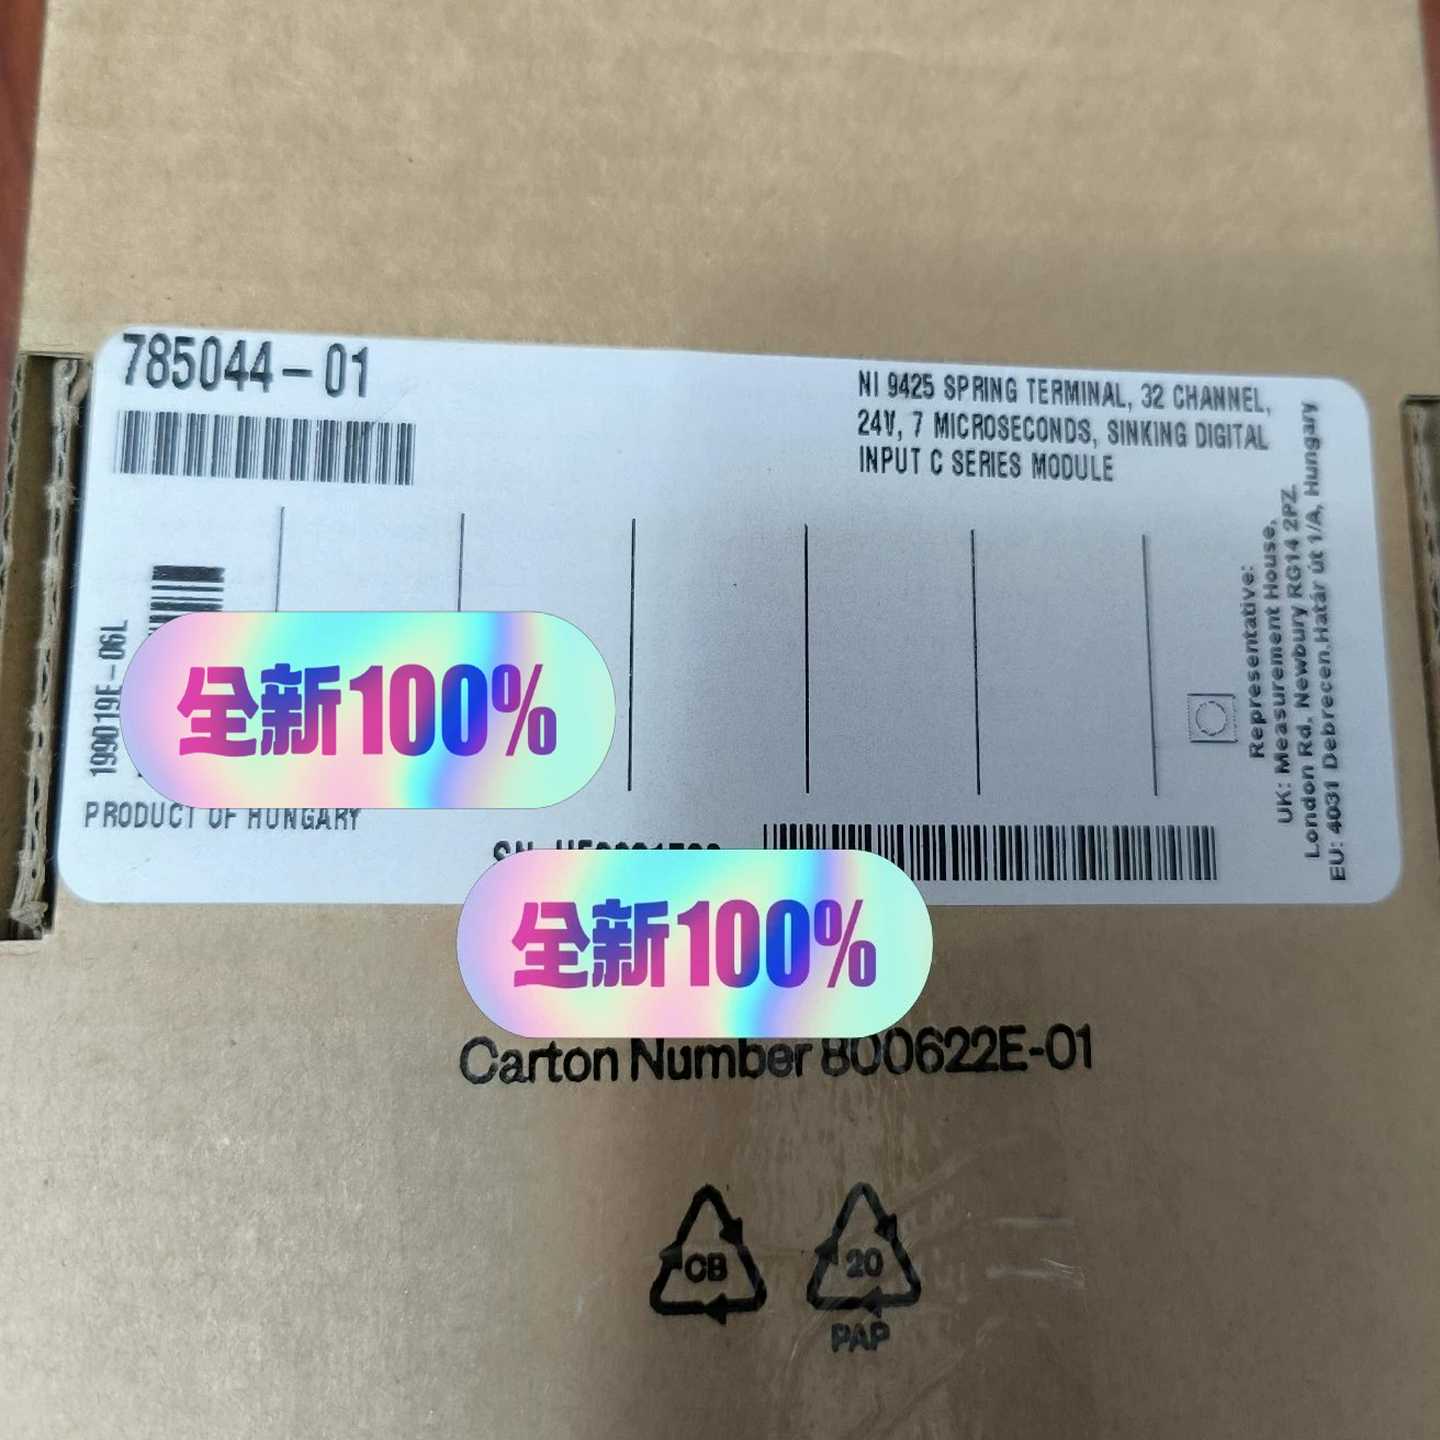 785044-01
NI 9425 SPRING TERMINAL, 32 CHANNEL,
24V, 7 MICROSECONDS, SINKING DIGITAL
INPUT C SERIES MODULE
199019E-06L
全新100%
PRODUCT OF HUNGARY
Representative:
UK: Measurement House,
London Rd. Newbury RG14 2PZ
EU: 4031 Debrecen.Határ út 1/A, Hungary
SN:
全新100%
Carton Number 800622E-01
CB
20
PAP